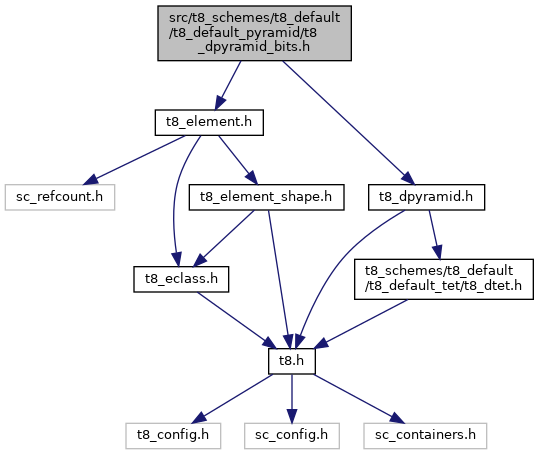 src/t8_schemes/t8_default
/t8_default_pyramid/t8
_dpyramid_bits.h
t8_element.h
sc_refcount.h
t8_element_shape.h
t8_dpyramid.h
t8_eclass.h
t8_schemes/t8_default
/t8_default_tet/t8_dtet.h
t8.h
t8_config.h
sc_config.h
sc_containers.h